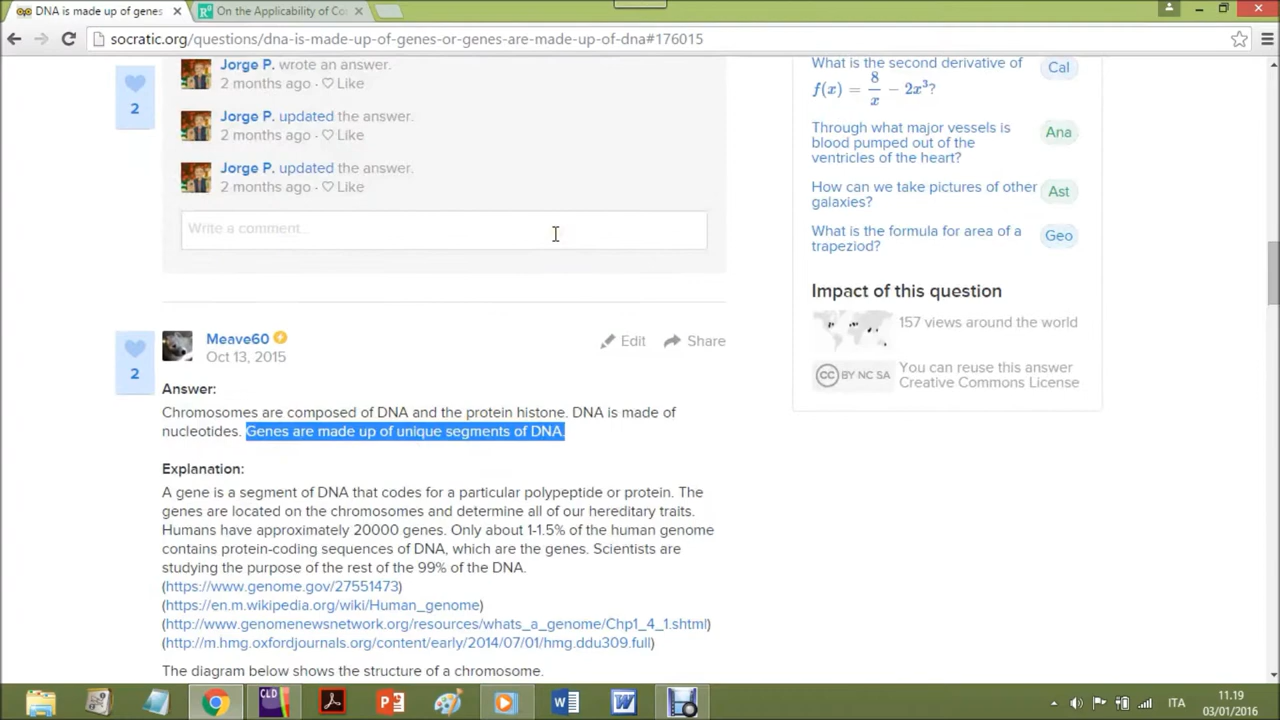 DNA is made up of genes
On the Applicability of Co
socratic.org/questions/dna-is-made-up-of-genes-or-genes-are-made-up-of-dna#176015
2
Jorge P. wrote an answer.
2 months ago · Like
Jorge P. updated the answer.
2 months ago · Like
Jorge P. updated the answer.
2 months ago · Like
Write a comment..
2
Meave60
Oct 13, 2015
Edit
Share
Answer:
Chromosomes are composed of DNA and the protein histone. DNA is made of
nucleotides. Genes are made up of unique segments of DNA.
Explanation:
A gene is a segment of DNA that codes for a particular polypeptide or protein. The
genes are located on the chromosomes and determine all of our hereditary traits.
Humans have approximately 20000 genes. Only about 1-1.5% of the human genome
contains protein-coding sequences of DNA, which are the genes. Scientists are
studying the purpose of the rest of the 99% of the DNA.
(https://www.genome.gov/27551473)
(https://en.m.wikipedia.org/wiki/Human_genome)
(http://www.genomenewsnetwork.org/resources/whats_a_genome/Chp1_4_1.shtml)
(http://m.hmg.oxfordjournals.org/content/early/2014/07/01/hmg.ddu309.full)
The diagram below shows the structure of a chromosome.
What is the second derivative of
f(x) = 8/x − 2x³?
Cal
Through what major vessels is
blood pumped out of the
ventricles of the heart?
Ana
How can we take pictures of other
galaxies?
Ast
What is the formula for area of a
trapeziod?
Geo
Impact of this question
157 views around the world
CC BY NC SA
You can reuse this answer
Creative Commons License
CLD
ITA
11.19
03/01/2016